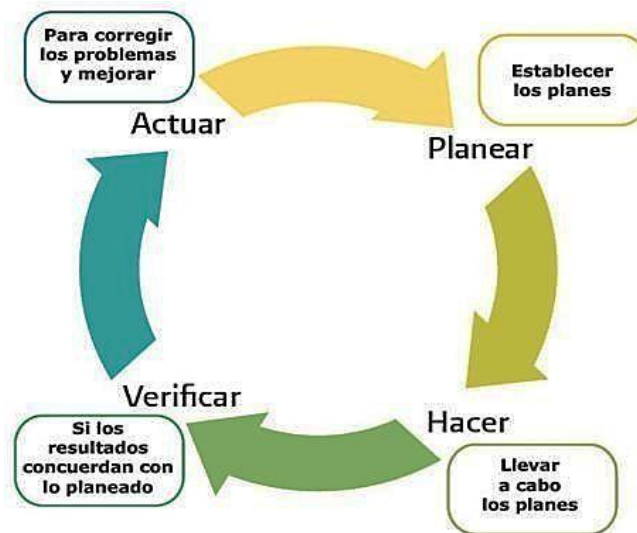 Para corregir
los problemas
y mejorar
Actuar
Establecer
los planes
Planear
Verificar
Si los
resultados
concuerdan con
lo planeado
Hacer
Llevar
a cabo
los planes